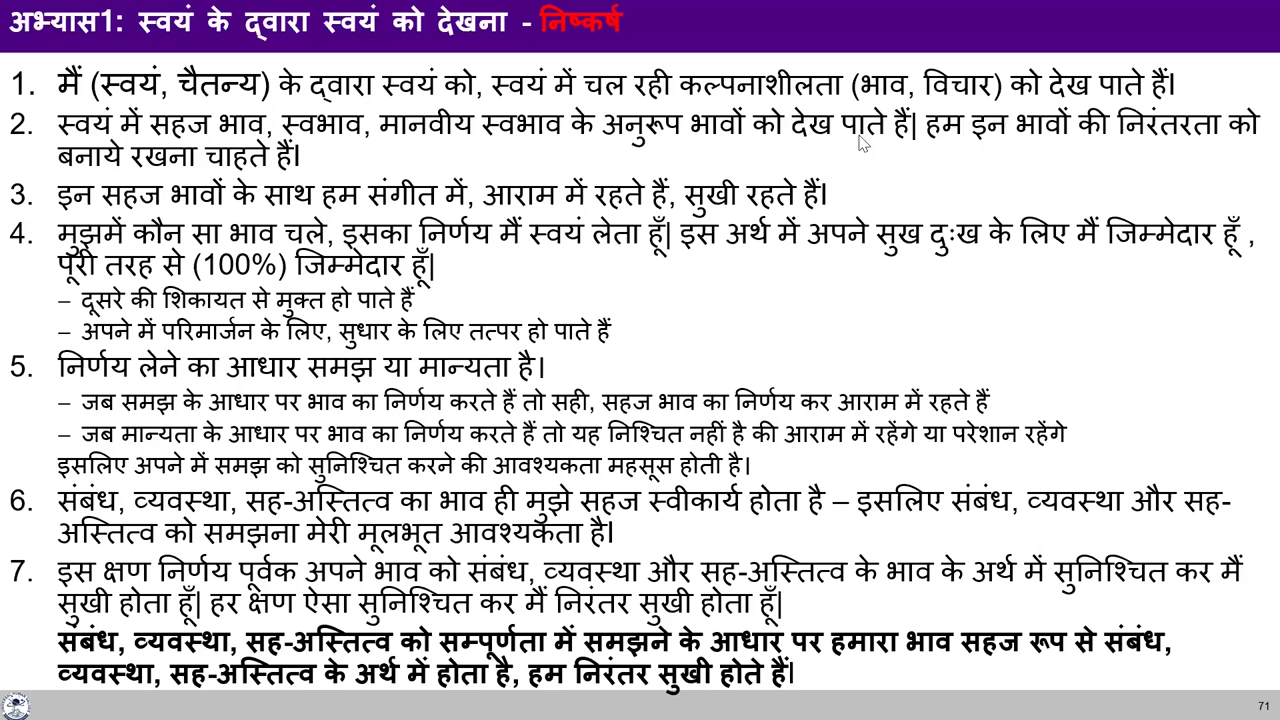 अभ्यास1: स्वयं के द्वारा स्वयं को देखना - निष्कर्ष
1. मैं (स्वयं, चैतन्य) के द्वारा स्वयं को, स्वयं में चल रही कल्पनाशीलता (भाव, विचार) को देख पाते हैं।
2. स्वयं में सहज भाव, स्वभाव, मानवीय स्वभाव के अनुरूप भावों को देख पाते हैं| हम इन भावों की निरंतरता को
बनाये रखना चाहते हैं।
3. इन सहज भावों के साथ हम संगीत में, आराम में रहते हैं, सुखी रहते हैं।
4. मुझमें कौन सा भाव चले, इसका निर्णय मैं स्वयं लेता हूँ| इस अर्थ में अपने सुख दुःख के लिए मैं जिम्मेदार हूँ ,
पूरी तरह से (100%) जिम्मेदार हूँ|
– दूसरे की शिकायत से मुक्त हो पाते हैं
– अपने में परिमार्जन के लिए, सुधार के लिए तत्पर हो पाते हैं
5. निर्णय लेने का आधार समझ या मान्यता है।
– जब समझ के आधार पर भाव का निर्णय करते हैं तो सही, सहज भाव का निर्णय कर आराम में रहते हैं
– जब मान्यता के आधार पर भाव का निर्णय करते हैं तो यह निश्चित नहीं है की आराम में रहेंगे या परेशान रहेंगे
इसलिए अपने में समझ को सुनिश्चित करने की आवश्यकता महसूस होती है।
6. संबंध, व्यवस्था, सह-अस्तित्व का भाव ही मुझे सहज स्वीकार्य होता है – इसलिए संबंध, व्यवस्था और सह-
अस्तित्व को समझना मेरी मूलभूत आवश्यकता है।
7. इस क्षण निर्णय पूर्वक अपने भाव को संबंध, व्यवस्था और सह-अस्तित्व के भाव के अर्थ में सुनिश्चित कर मैं
सुखी होता हूँ| हर क्षण ऐसा सुनिश्चित कर मैं निरंतर सुखी होता हूँ|
संबंध, व्यवस्था, सह-अस्तित्व को सम्पूर्णता में समझने के आधार पर हमारा भाव सहज रूप से संबंध,
व्यवस्था, सह-अस्तित्व के अर्थ में होता है, हम निरंतर सुखी होते हैं।
71